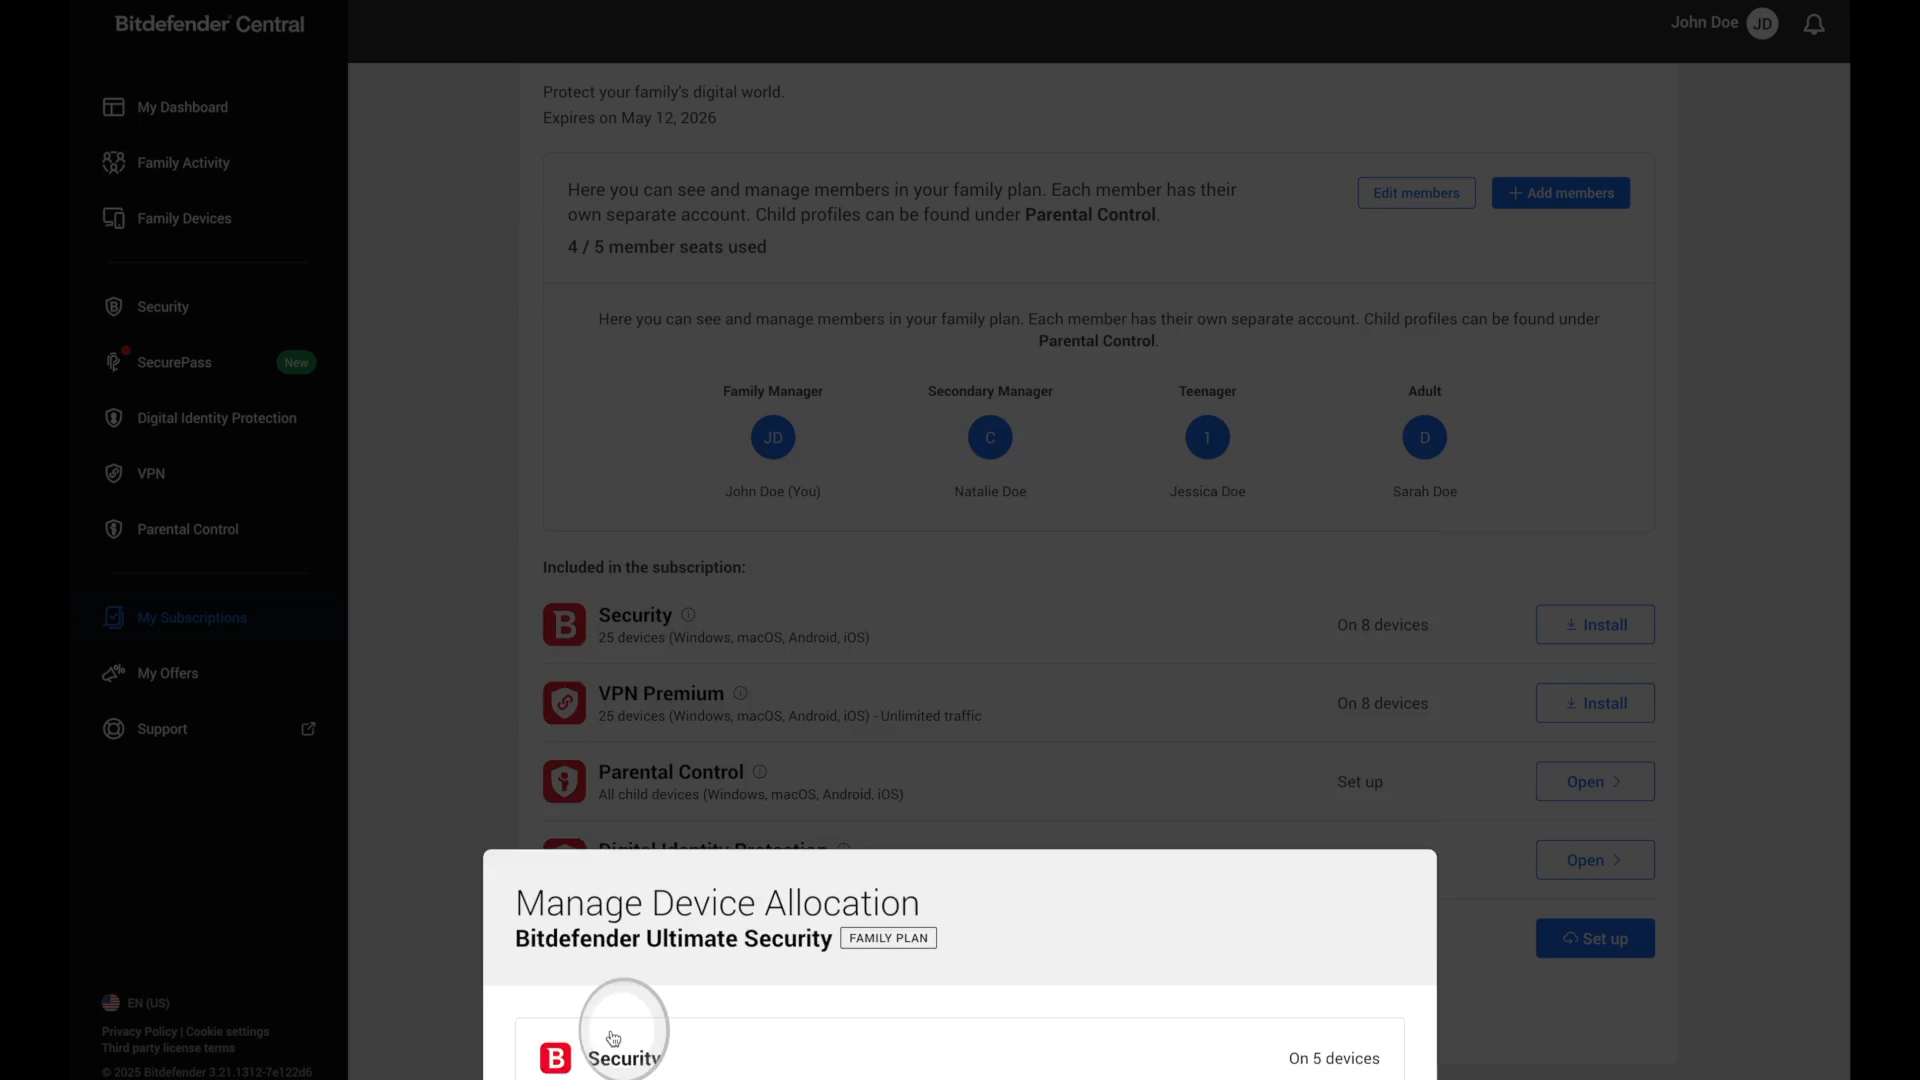 Bitdefender Central
John Doe JD
My Dashboard
Family Activity
Family Devices
Security
SecurePass New
Digital Identity Protection
VPN
Parental Control
My Subscriptions
My Offers
Support
EN (US)
Privacy Policy | Cookie settings
Third party license terms
© 2025 Bitdefender 3.21.1312-7e122d6
Protect your family's digital world.
Expires on May 12, 2026
Here you can see and manage members in your family plan. Each member has their
own separate account. Child profiles can be found under Parental Control.
4 / 5 member seats used
Edit members
Add members
Here you can see and manage members in your family plan. Each member has their own separate account. Child profiles can be found under
Parental Control.
Family Manager Secondary Manager Teenager Adult
JD C 1 D
John Doe (You) Natalie Doe Jessica Doe Sarah Doe
Included in the subscription:
Security On 8 devices Install
25 devices (Windows, macOS, Android, iOS)
VPN Premium On 8 devices Install
25 devices (Windows, macOS, Android, iOS) - Unlimited traffic
Parental Control Set up Open
All child devices (Windows, macOS, Android, iOS)
Digital Identity Protection Open
Set up
Manage Device Allocation
Bitdefender Ultimate Security FAMILY PLAN
B Security On 5 devices